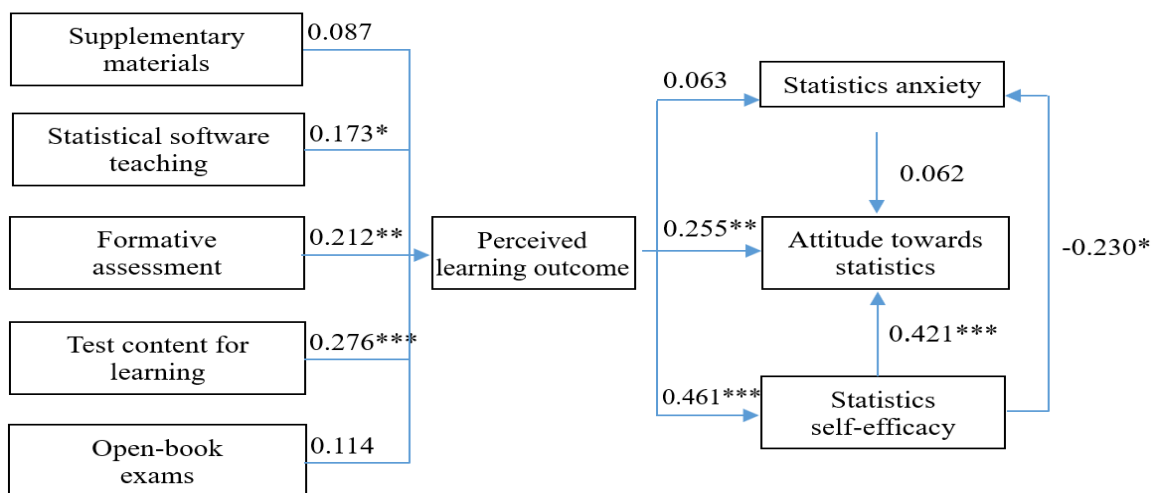 Supplementary
materials
0.087
Statistical software
teaching
0.173*
Formative
assessment
0.212**
Test content for
learning
0.276***
Open-book
exams
0.114
Perceived
learning outcome
0.063
0.255**
0.461***
Statistics anxiety
0.062
Attitude towards
statistics
0.421***
Statistics
self-efficacy
-0.230*